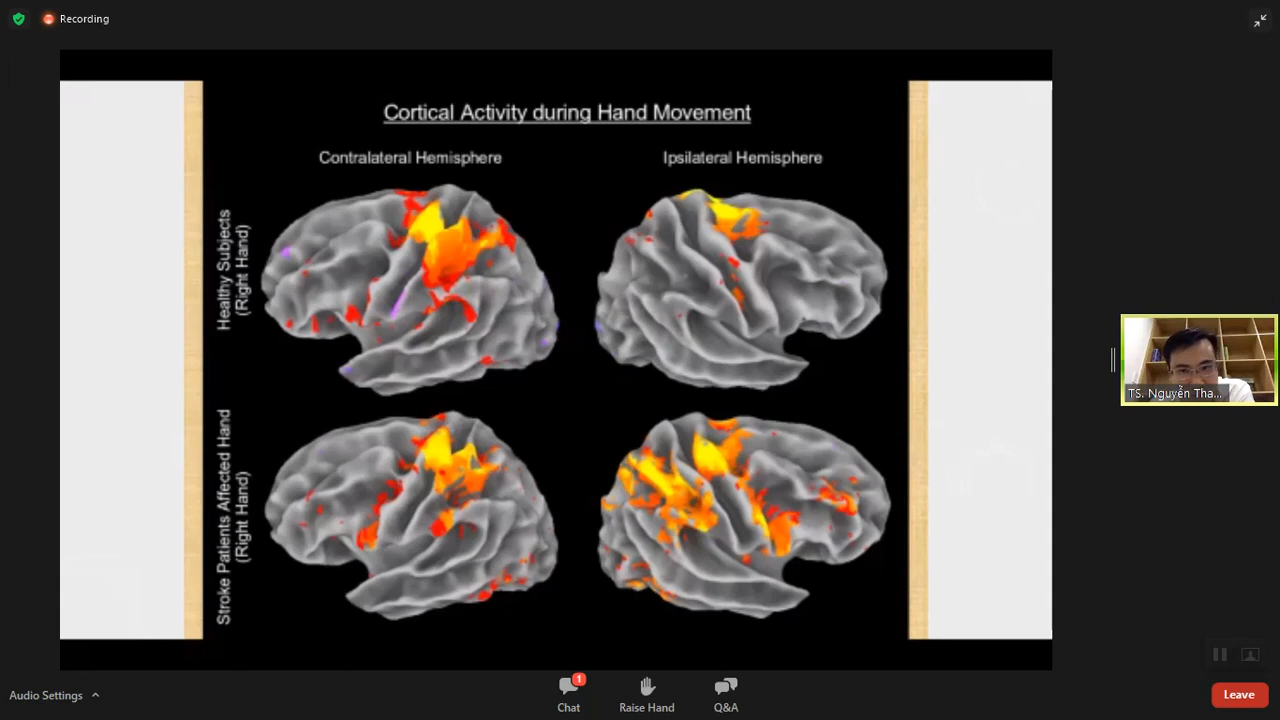 Recording
Cortical Activity during Hand Movement
Contralateral Hemisphere
Ipsilateral Hemisphere
Healthy Subjects
(Right Hand)
Stroke Patients Affected Hand
(Right Hand)
TS. Nguyễn Tha...
Audio Settings
1
Chat
Raise Hand
Q&A
Leave